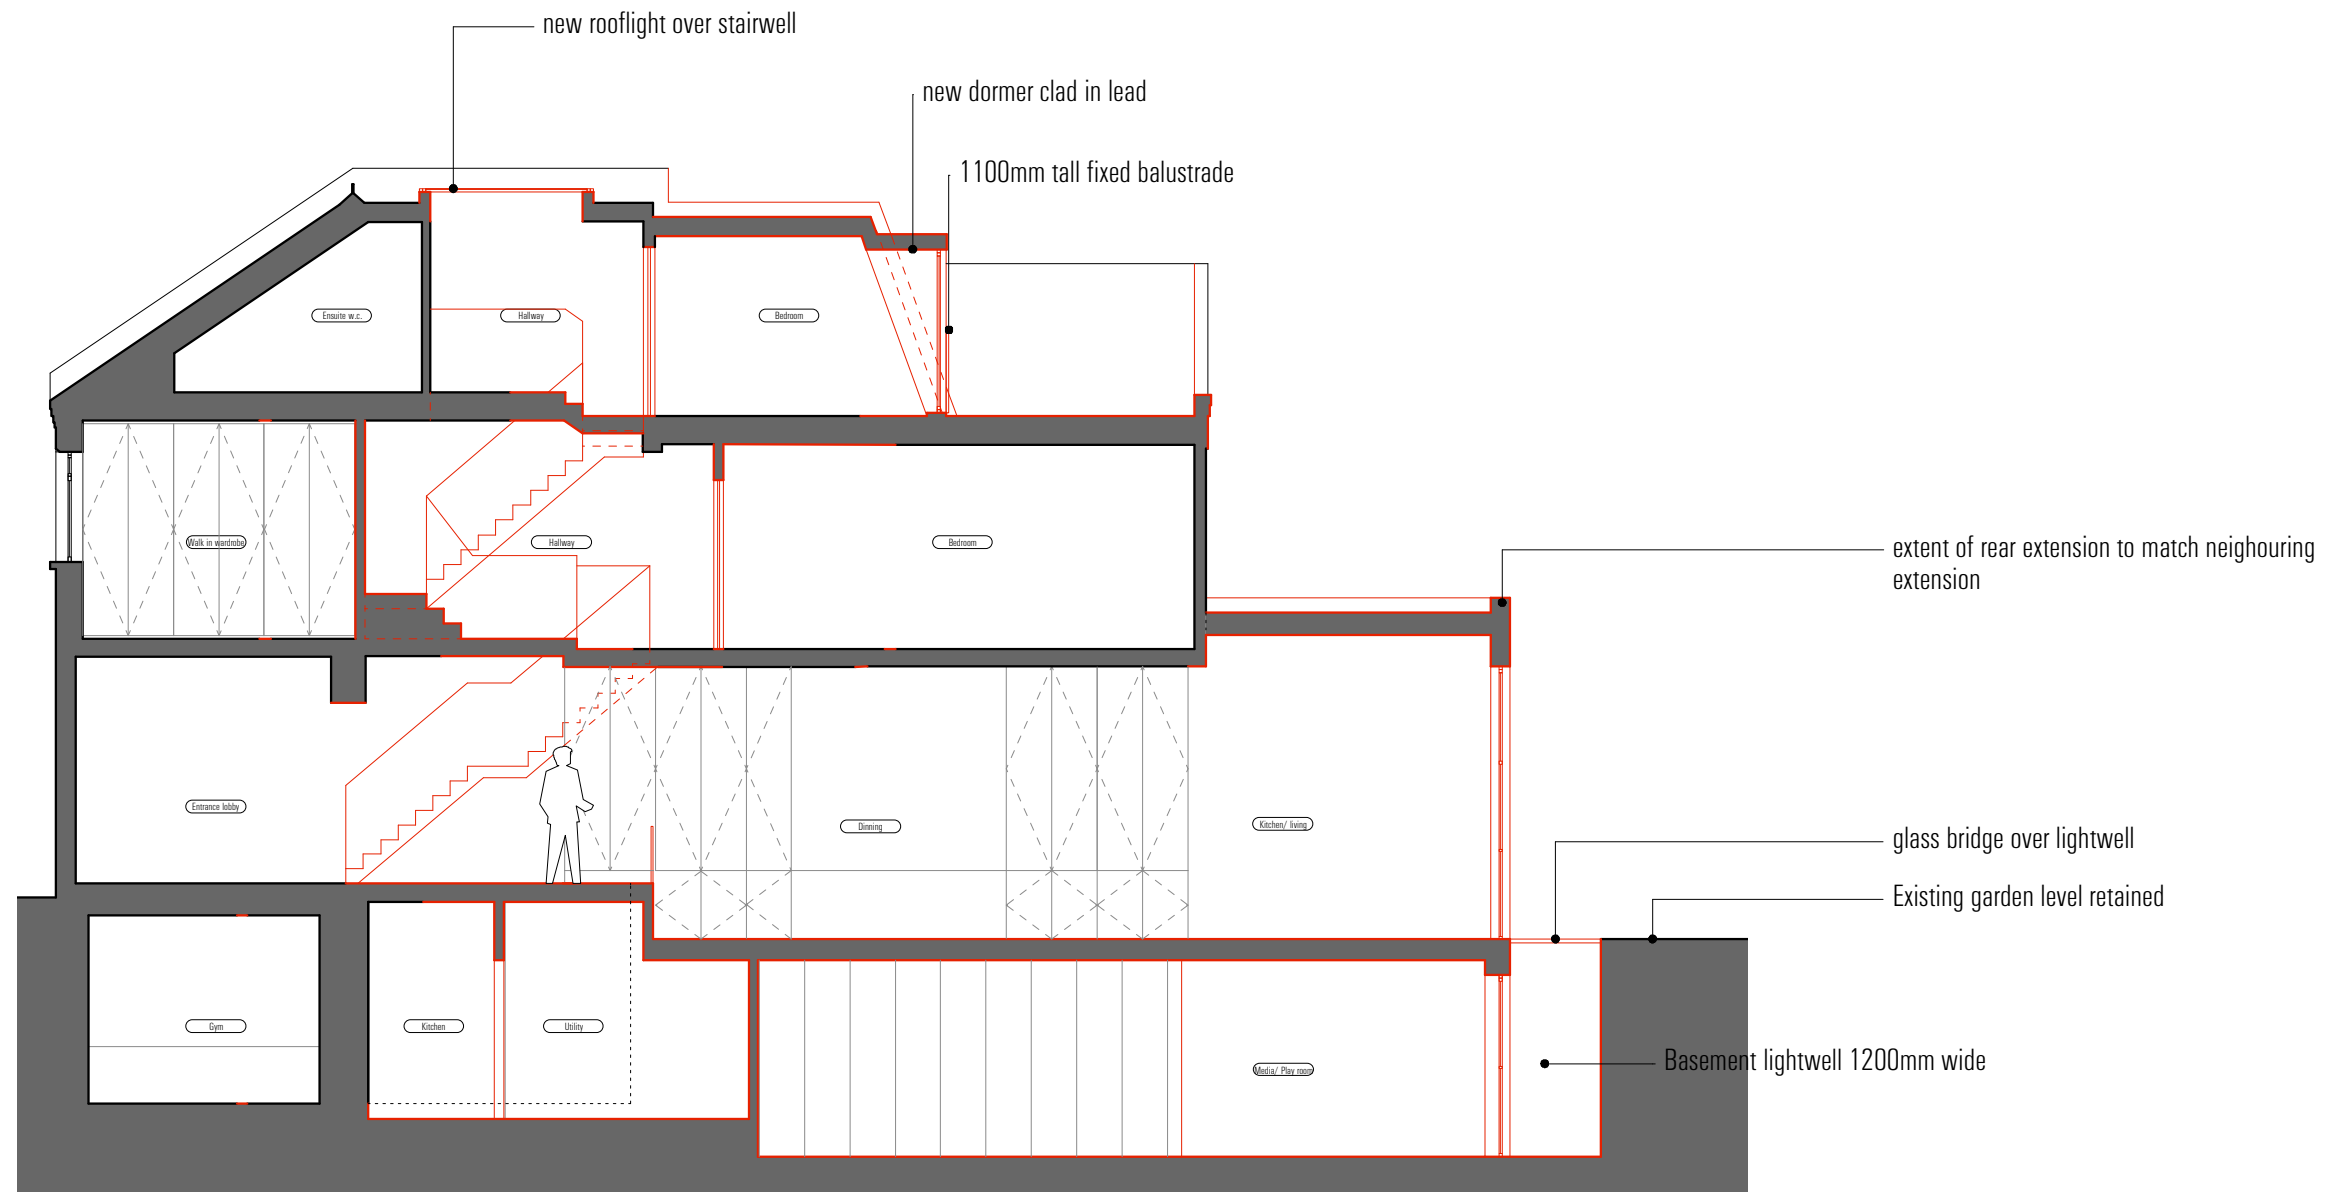 new rooflight over stairwell
new dormer clad in lead
1100mm tall fixed balustrade
Ensuite w.c.
Hallway
Bedroom
Walk in wardrobe
Hallway
Bedroom
extent of rear extension to match neighouring
extension
Entrance lobby
Dinning
Kitchen/ living
glass bridge over lightwell
Existing garden level retained
Gym
Kitchen
Utility
Media/ Play room
Basement lightwell 1200mm wide